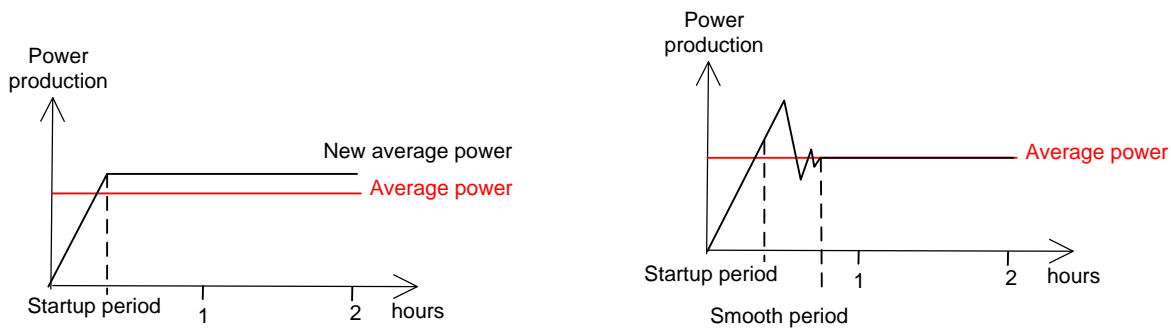 Power
production
New average power
Average power
Startup period
1
2
hours
Power
production
Average power
Startup period
1
2
hours
Smooth period